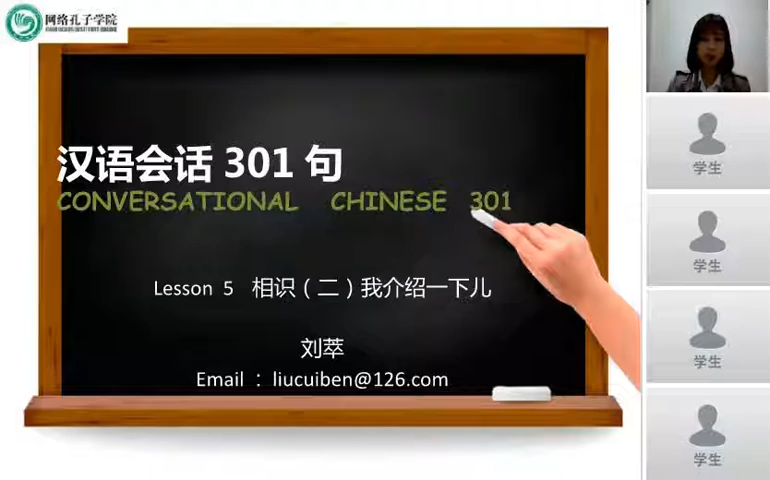 网络孔子学院
汉语会话 301 句
CONVERSATIONAL CHINESE 301
Lesson 5 相识（二）我介绍一下儿
刘萃
Email ： liucuiben@126.com
学生
学生
学生
学生